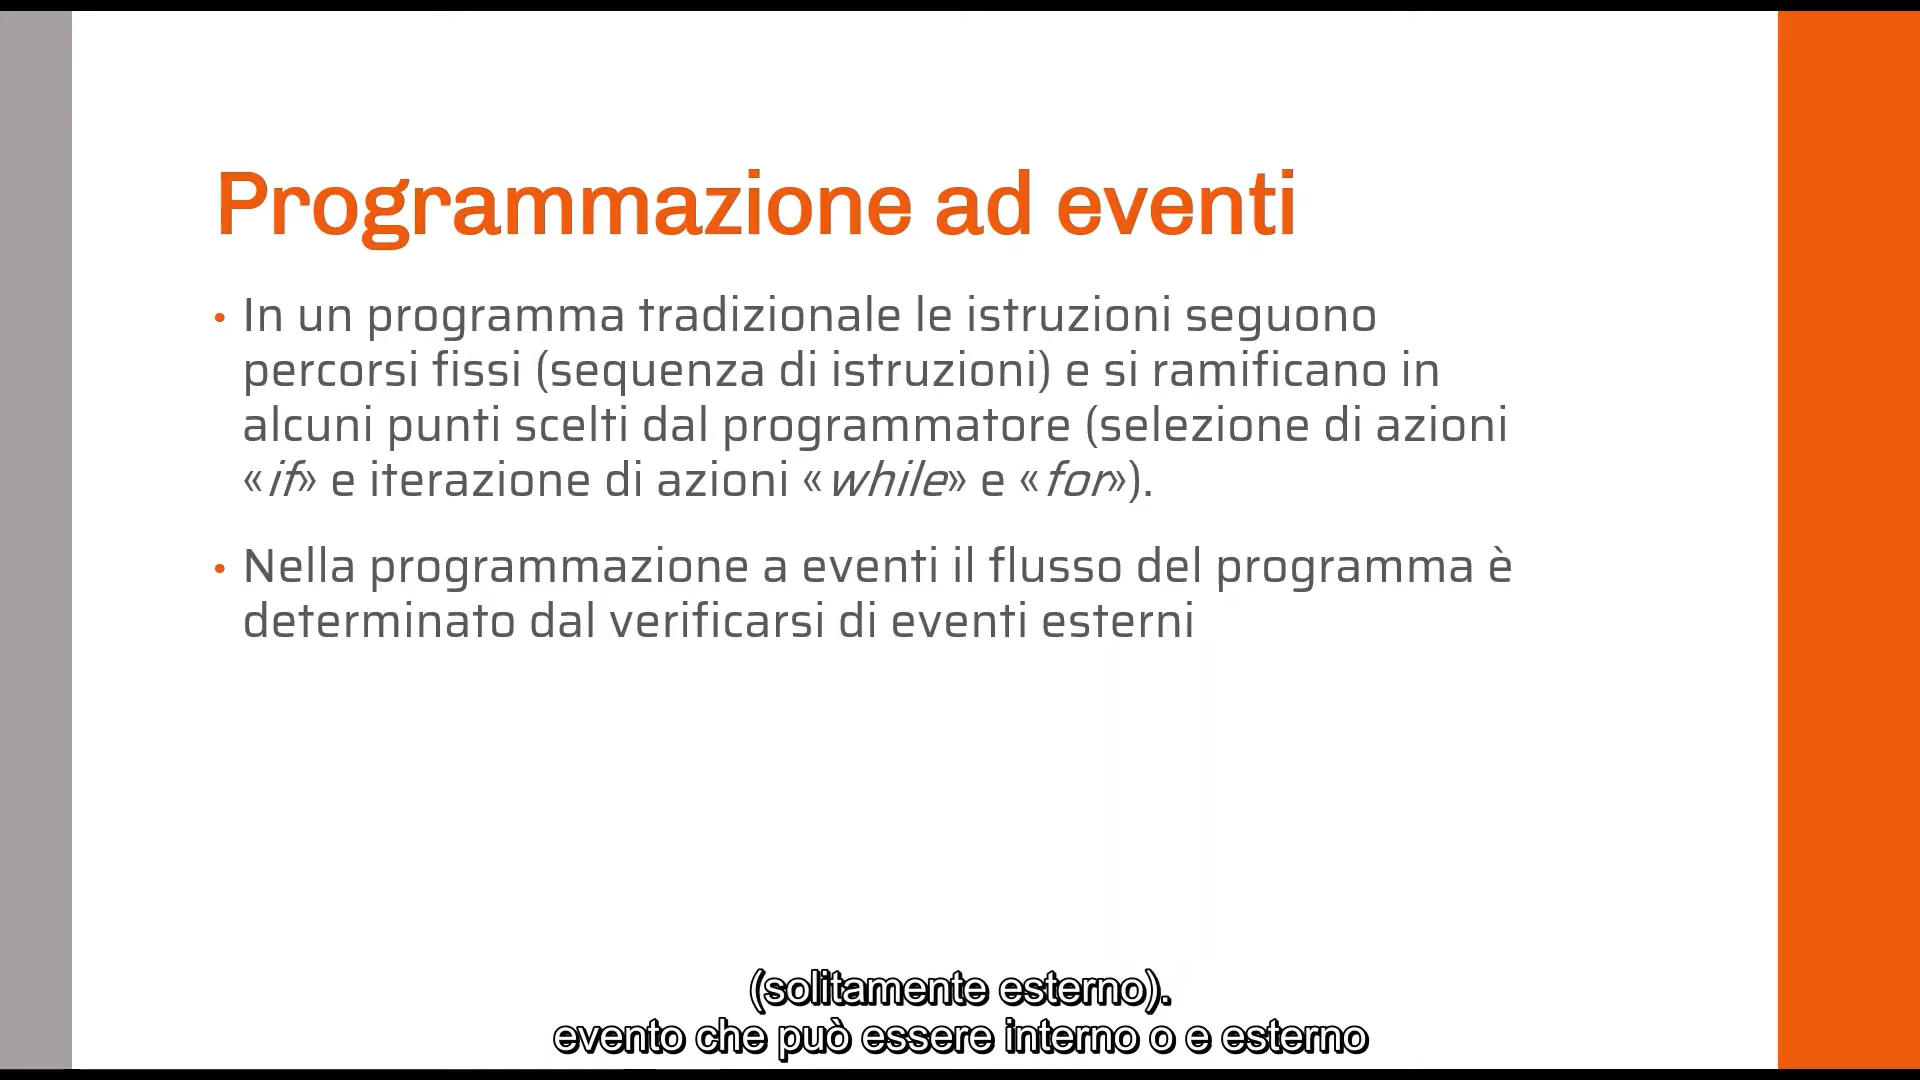 Programmazione ad eventi
• In un programma tradizionale le istruzioni seguono
percorsi fissi (sequenza di istruzioni) e si ramificano in
alcuni punti scelti dal programmatore (selezione di azioni
«if» e iterazione di azioni «while» e «for»).
• Nella programmazione a eventi il flusso del programma è
determinato dal verificarsi di eventi esterni
(solitamente esterno).
evento che può essere interno o e esterno